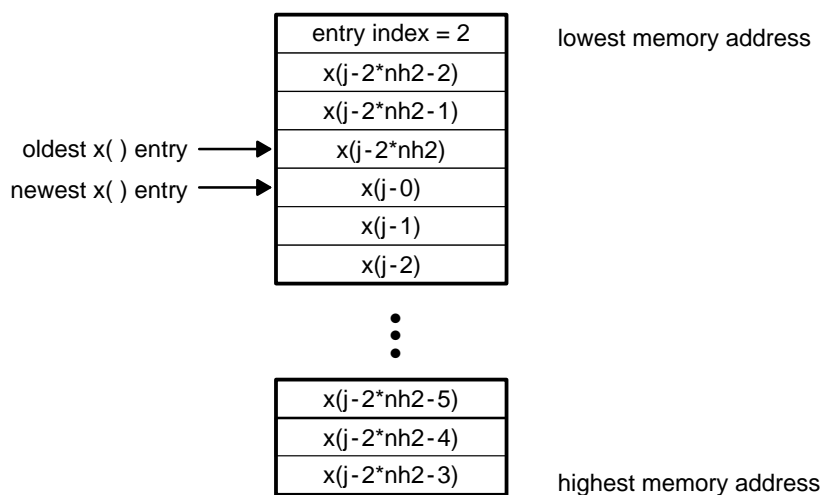 entry index = 2 lowest memory address
x(j-2*nh2-2)
x(j-2*nh2-1)
oldest x( ) entry x(j-2*nh2)
newest x( ) entry x(j-0)
x(j-1)
x(j-2)
x(j-2*nh2-5)
x(j-2*nh2-4)
x(j-2*nh2-3) highest memory address